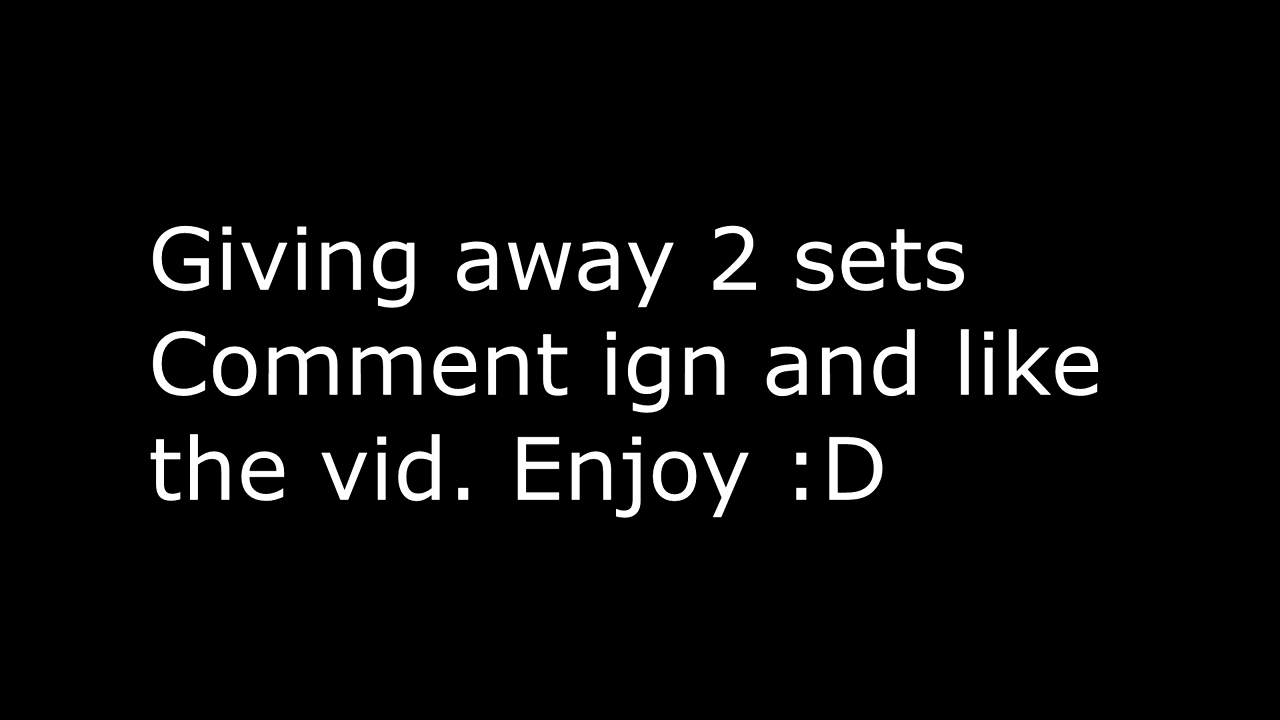 Giving away 2 sets
Comment ign and like
the vid. Enjoy :D